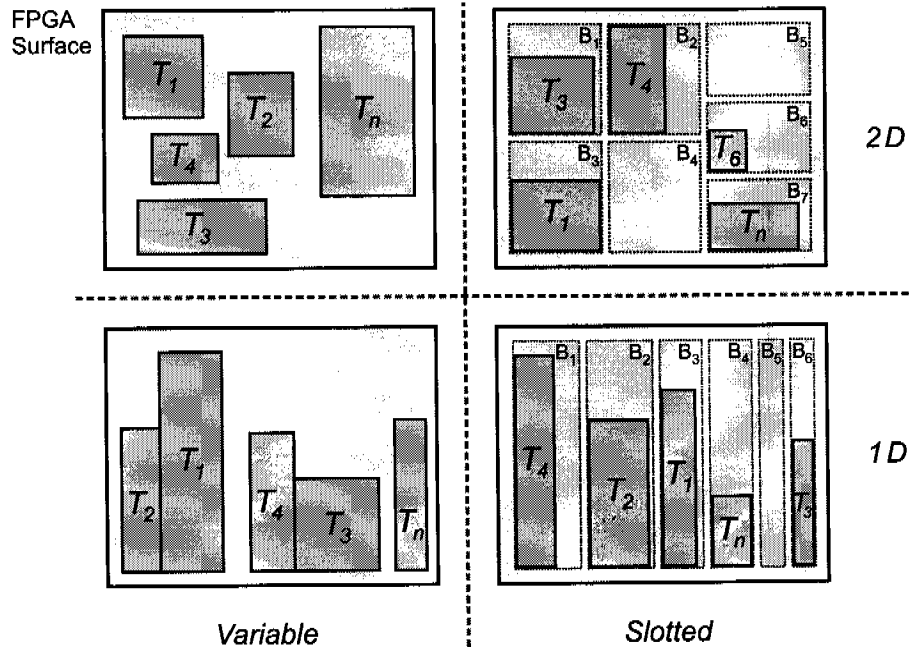 FPGA
Surface
T1
T2
Tn
T4
T3
B1
B2
B5
T3
T4
B6
T6
B3
B4
B7
T1
Tn
2D
T2
T1
T4
T3
Tn
B1
B2
B3
B4
B5
B6
T4
T2
T1
Tn
T3
1D
Variable
Slotted